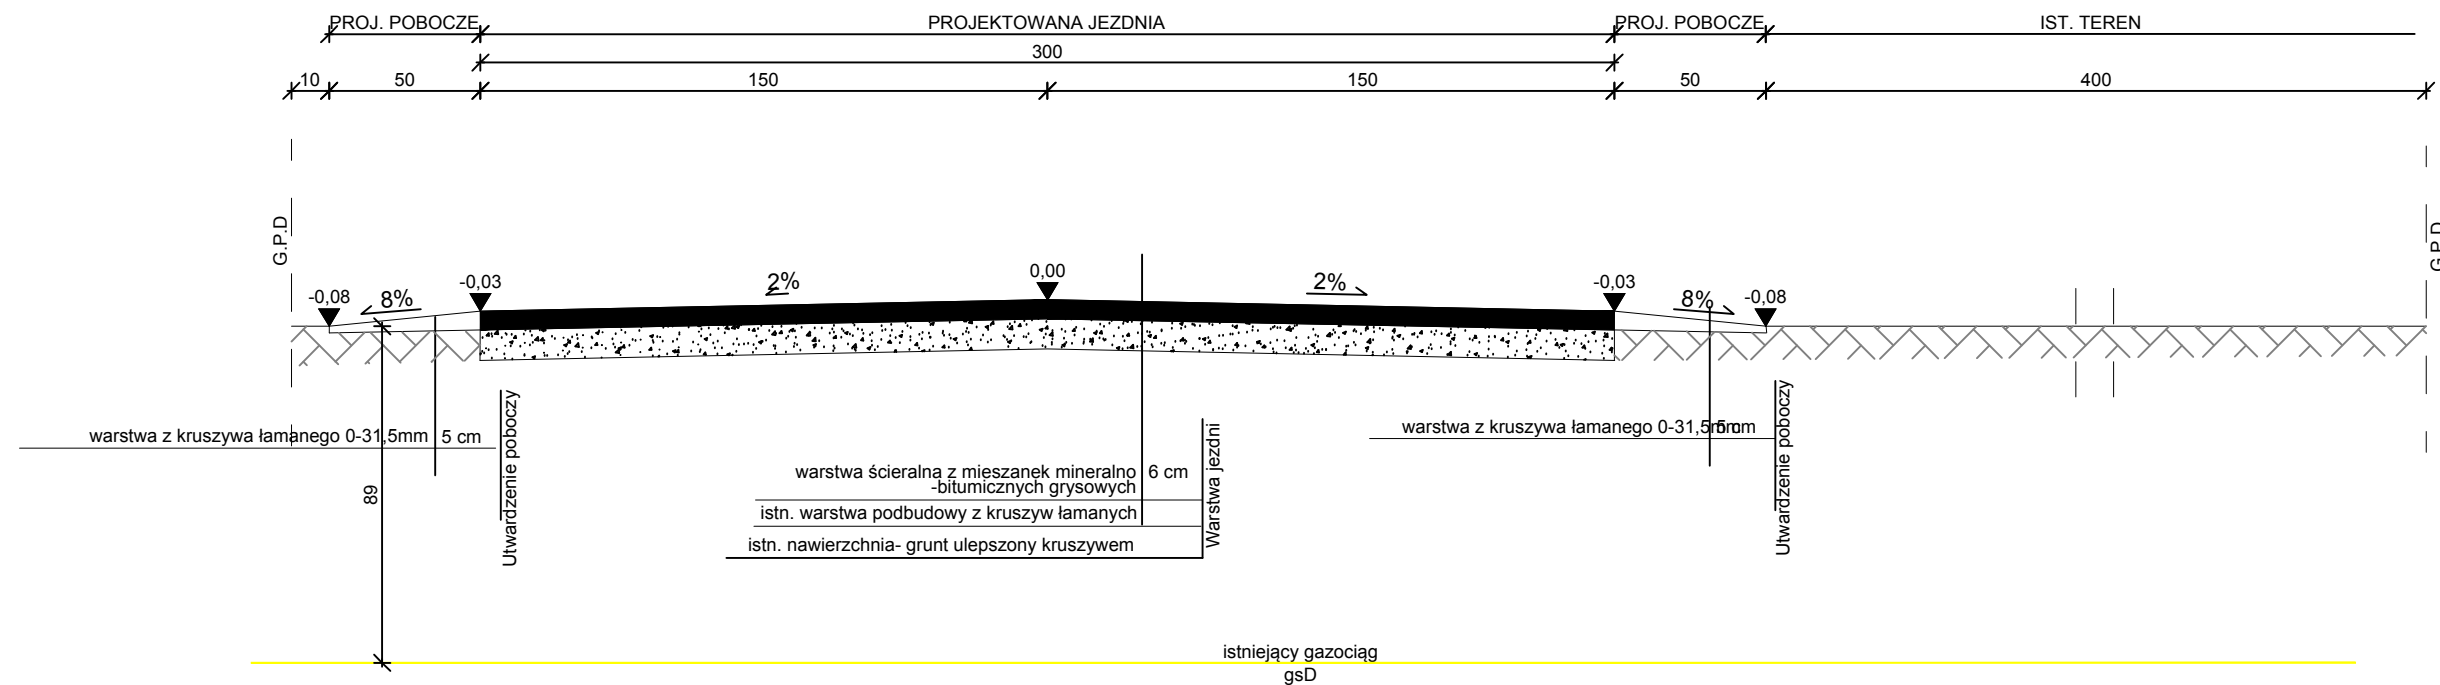 PROJ. POBOCZE
PROJEKTOWANA JEZDNIA
PROJ. POBOCZE
IST. TEREN
300
10
50
150
150
50
400
G.P.D
G.P.D
-0,08
8%
-0,03
2%
0,00
2%
-0,03
8%
-0,08
warstwa z kruszywa łamanego 0-31,5mm
5 cm
Utwardzenie poboczy
89
warstwa ścieralna z mieszanek mineralno
-bitumicznych grysowych
6 cm
istn. warstwa podbudowy z kruszyw łamanych
istn. nawierzchnia- grunt ulepszony kruszywem
Warstwa jezdni
warstwa z kruszywa łamanego 0-31,5mm
5 cm
Utwardzenie poboczy
istniejący gazociąg
gsD